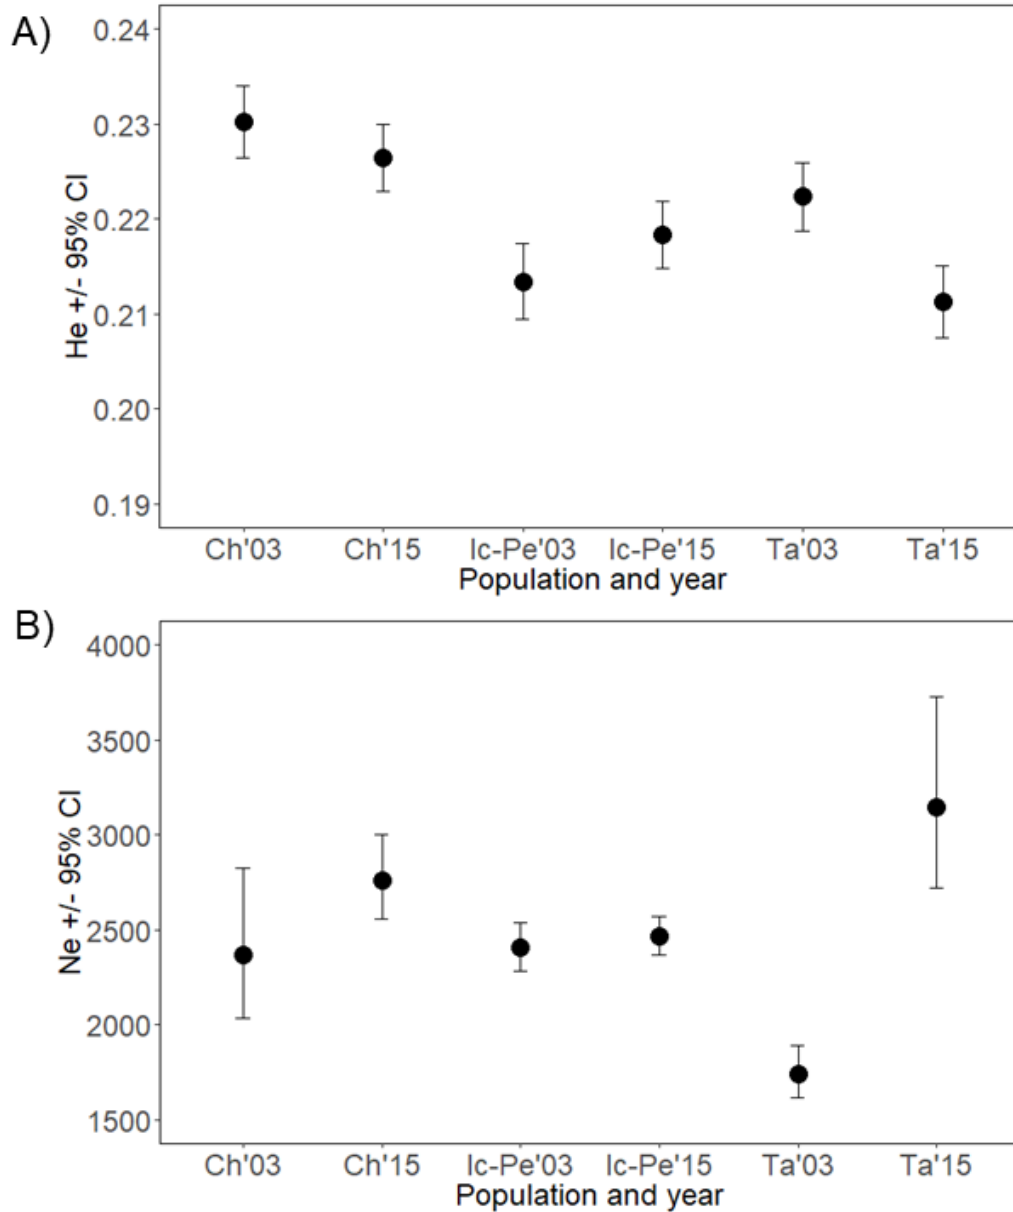 A)
He +/- 95% CI
0.24
0.23
0.22
0.21
0.20
0.19
Ch'03 Ch'15 Ic-Pe'03 Ic-Pe'15 Ta'03 Ta'15
Population and year
B)
Ne +/- 95% CI
4000
3500
3000
2500
2000
1500
Ch'03 Ch'15 Ic-Pe'03 Ic-Pe'15 Ta'03 Ta'15
Population and year